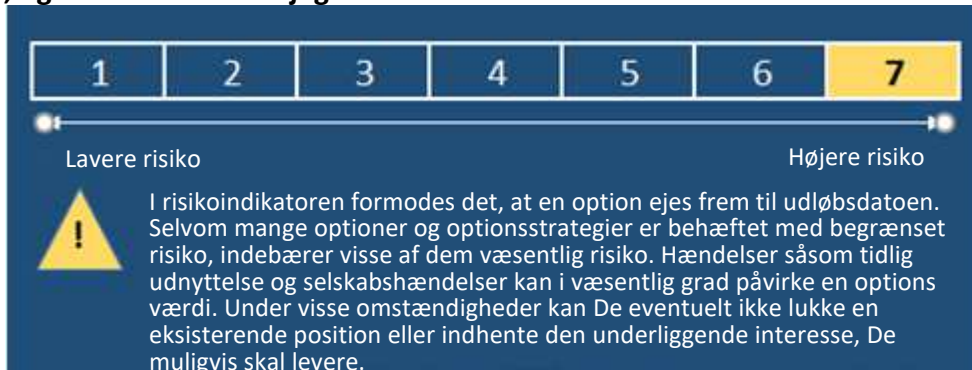 1 2 3 4 5 6 7
Lavere risiko Højere risiko
I risikoindikatoren formodes det, at en option ejes frem til udløbsdatoen.
Selvom mange optioner og optionsstrategier er behæftet med begrænset
risiko, indebærer visse af dem væsentlig risiko. Hændelser såsom tidlig
udnyttelse og selskabshændelser kan i væsentlig grad påvirke en options
værdi. Under visse omstændigheder kan De eventuelt ikke lukke en
eksisterende position eller indhente den underliggende interesse, De
muligvis skal levere.